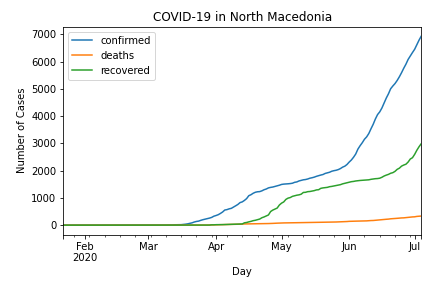 COVID-19 in North Macedonia
confirmed
deaths
recovered
Number of Cases
7000
6000
5000
4000
3000
2000
1000
0
Feb
2020
Mar
Apr
May
Jun
Jul
Day